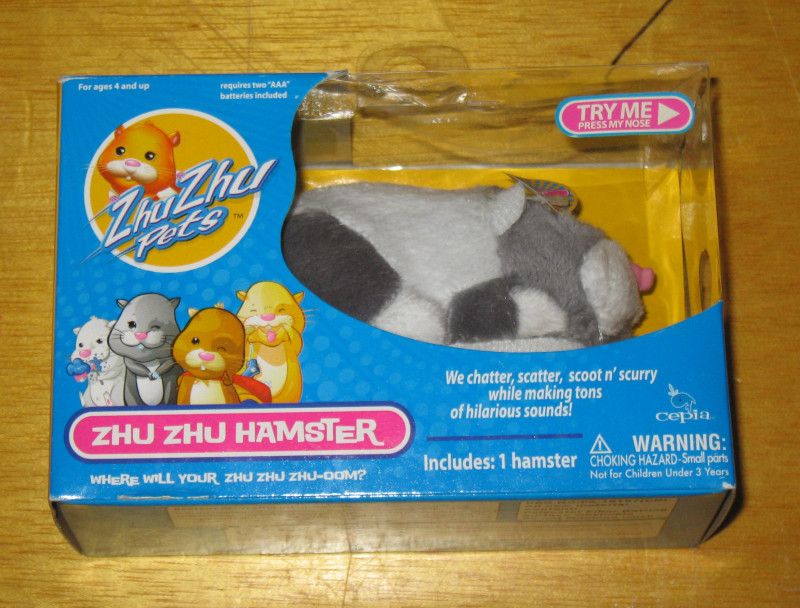 For ages 4 and up
requires two "AAA"
batteries included
TRY ME
PRESS MY NOSE
ZhuZhu
Pets™
We chatter, scatter, scoot n' scurry
while making tons
of hilarious sounds!
cepia
ZHU ZHU HAMSTER
Includes: 1 hamster
WARNING:
CHOKING HAZARD-Small parts
Not for Children Under 3 Years
WHERE WILL YOUR ZHU ZHU ZHU-OOM?